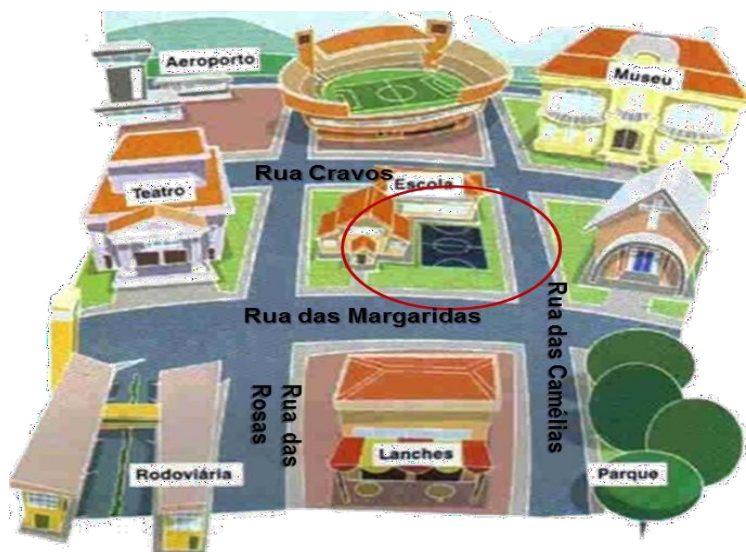 Aeroporto
Museu
Rua Cravos
Escola
Teatro
Rua das Margaridas
Rua das Camélias
Rua das
Rosas
Lanches
Rodoviária
Parque